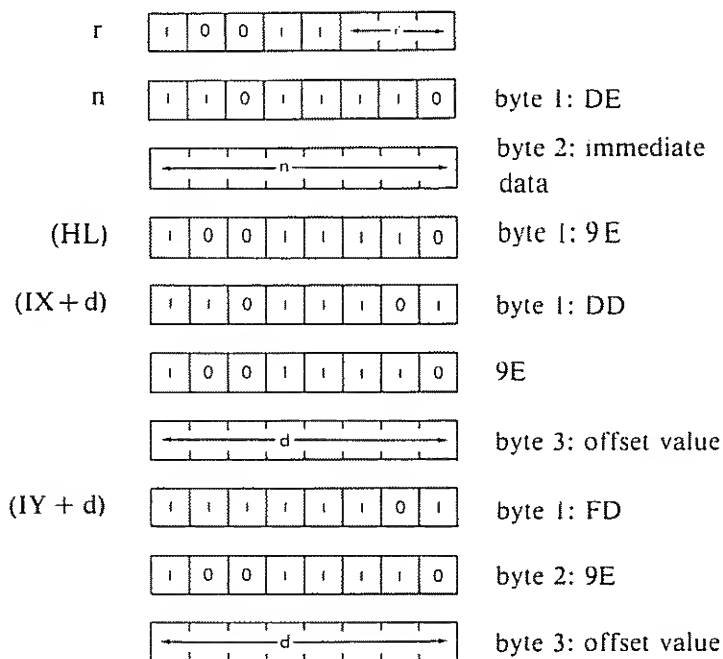 r 1 0 0 1 1 r
n 1 1 0 1 1 1 1 0 byte 1: DE
n byte 2: immediate
data
(HL) 1 0 0 1 1 1 1 0 byte 1: 9E
(IX + d) 1 1 0 1 1 1 0 1 byte 1: DD
1 0 0 1 1 1 1 0 9E
d byte 3: offset value
(IY + d) 1 1 1 1 1 1 0 1 byte 1: FD
1 0 0 1 1 1 1 0 byte 2: 9E
d byte 3: offset value